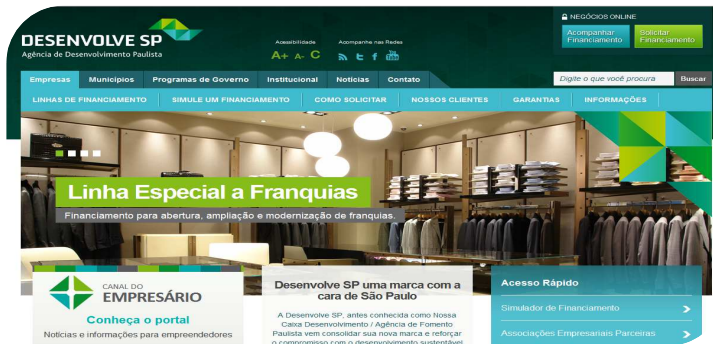 DESENVOLVE SP
Agência de Desenvolvimento Paulista
Acessibilidade
A+ A- C
Acompanhe nas Redes
NEGÓCIOS ONLINE
Acompanhar
Financiamento
Solicitar
Financiamento
Empresas Municípios Programas de Governo Institucional Notícias Contato
Digite o que você procura Buscar
LINHAS DE FINANCIAMENTO SIMULE UM FINANCIAMENTO COMO SOLICITAR NOSSOS CLIENTES GARANTIAS INFORMAÇÕES
Linha Especial a Franquias
Financiamento para abertura, ampliação e modernização de franquias.
CANAL DO
EMPRESÁRIO
Conheça o portal
Notícias e informações para empreendedores
Desenvolve SP uma marca com a
cara de São Paulo
A Desenvolve SP, antes conhecida como Nossa
Caixa Desenvolvimento / Agência de Fomento
Paulista vem consolidar sua nova marca e reforçar
o compromisso com o desenvolvimento sustentável
Acesso Rápido
Simulador de Financiamento
Associações Empresariais Parceiras